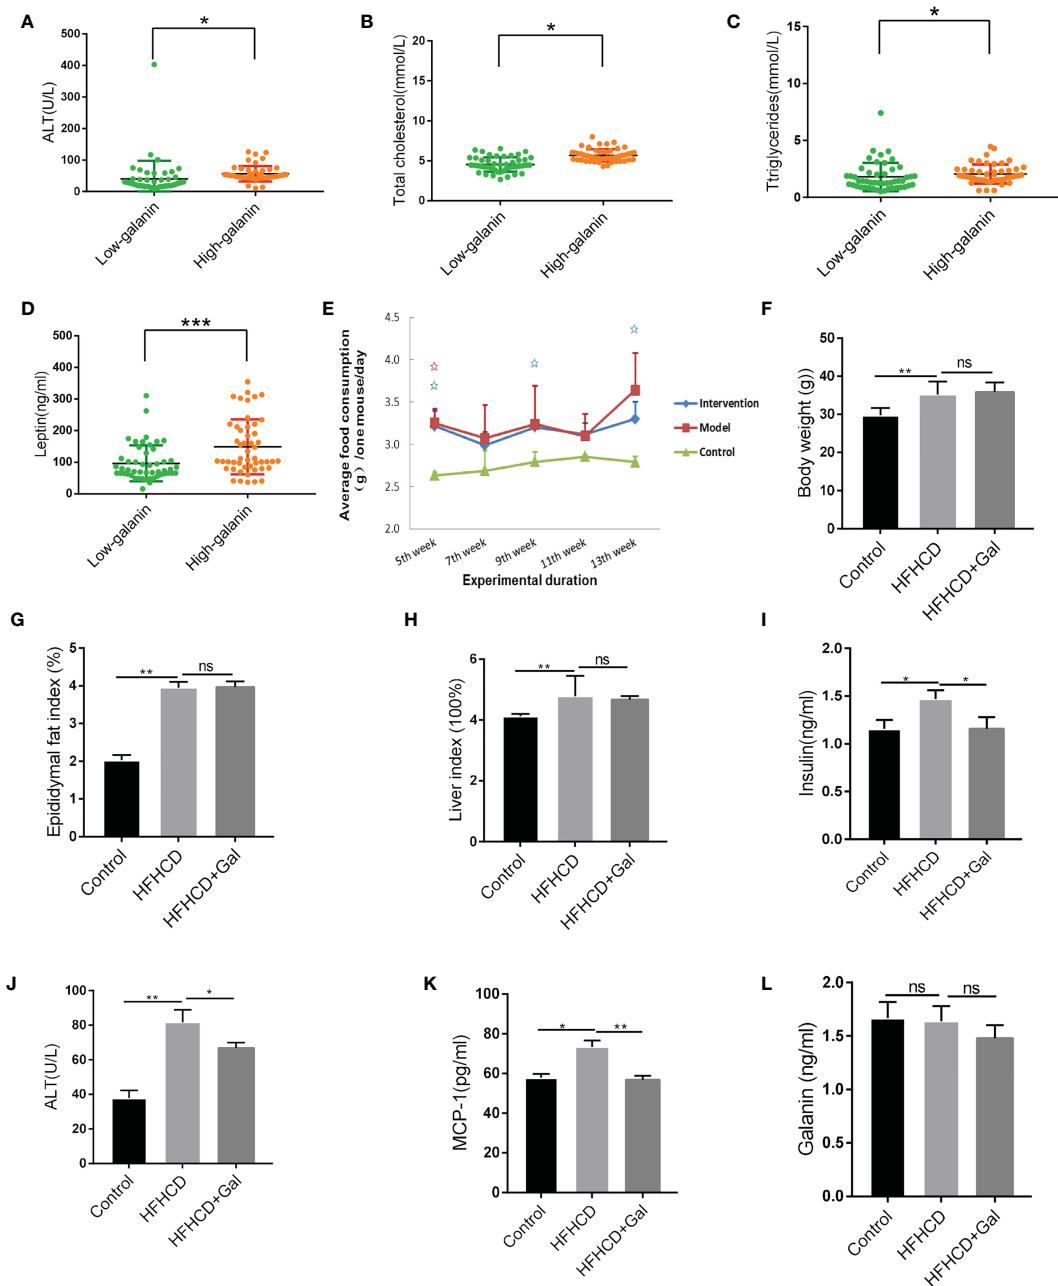 A
*
500
400
300
200
100
0
ALT(U/L)
Low-galanin
High-galanin
B
*
20
15
10
5
0
Total cholesterol(mmol/L)
Low-galanin
High-galanin
C
*
15
10
5
0
Ttriglycerides(mmol/L)
Low-galanin
High-galanin
D
***
500
400
300
200
100
0
Leptin(ng/ml)
Low-galanin
High-galanin
E
4.5
4.0
3.5
3.0
2.5
2.0
Average food consumption
(g) /one mouse/day
5th week
7th week
9th week
11th week
13th week
Experimental duration
Intervention
Model
Control
F
50
40
30
20
10
0
Body weight (g))
**
ns
Control
HFHCD
HFHCD+Gal
G
5
4
3
2
1
0
Epididymal fat index (%)
**
ns
Control
HFHCD
HFHCD+Gal
H
6
4
2
0
Liver index (100%)
**
ns
Control
HFHCD
HFHCD+Gal
I
2.0
1.5
1.0
0.5
0.0
Insulin(ng/ml)
*
*
Control
HFHCD
HFHCD+Gal
J
100
80
60
40
20
0
ALT(U/L)
**
*
Control
HFHCD
HFHCD+Gal
K
100
80
60
40
20
0
MCP-1(pg/ml)
*
**
Control
HFHCD
HFHCD+Gal
L
2.0
1.5
1.0
0.5
0.0
Galanin (ng/ml)
ns
ns
Control
HFHCD
HFHCD+Gal